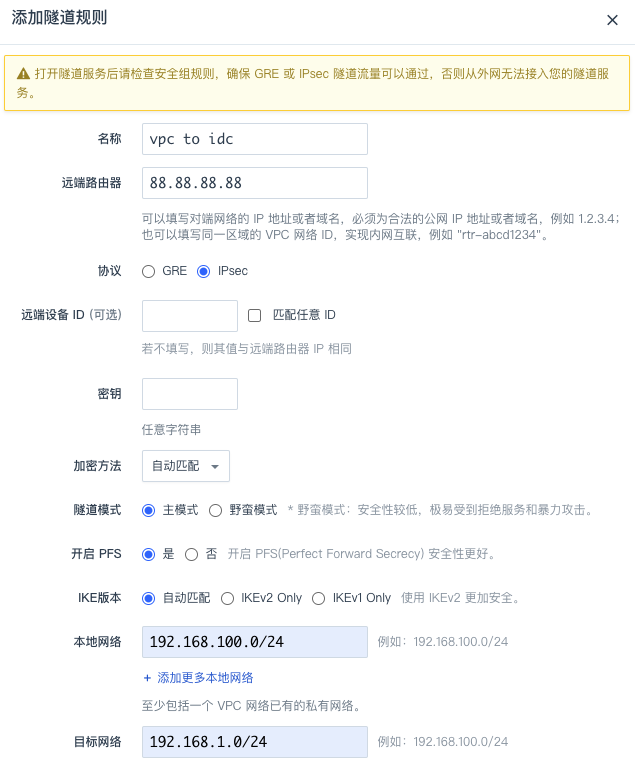 添加隧道规则
打开隧道服务后请检查安全组规则，确保 GRE 或 IPsec 隧道流量可以通过，否则从外网无法接入您的隧道服
务。
名称 vpc to idc
远端路由器 88.88.88.88
可以填写对端网络的 IP 地址或者域名，必须为合法的公网 IP 地址或者域名，例如 1.2.3.4；
也可以填写同一区域的 VPC 网络 ID，实现内网互联，例如 "rtr-abcd1234"。
协议 GRE IPsec
远端设备 ID (可选) 匹配任意 ID
若不填写，则其值与远端路由器 IP 相同
密钥
任意字符串
加密方法 自动匹配
隧道模式 主模式 野蛮模式 * 野蛮模式：安全性较低，极易受到拒绝服务和暴力攻击。
开启 PFS 是 否 开启 PFS(Perfect Forward Secrecy) 安全性更好。
IKE版本 自动匹配 IKEv2 Only IKEv1 Only 使用 IKEv2 更加安全。
本地网络 192.168.100.0/24 例如：192.168.100.0/24
+ 添加更多本地网络
至少包括一个 VPC 网络已有的私有网络。
目标网络 192.168.1.0/24 例如：192.168.100.0/24